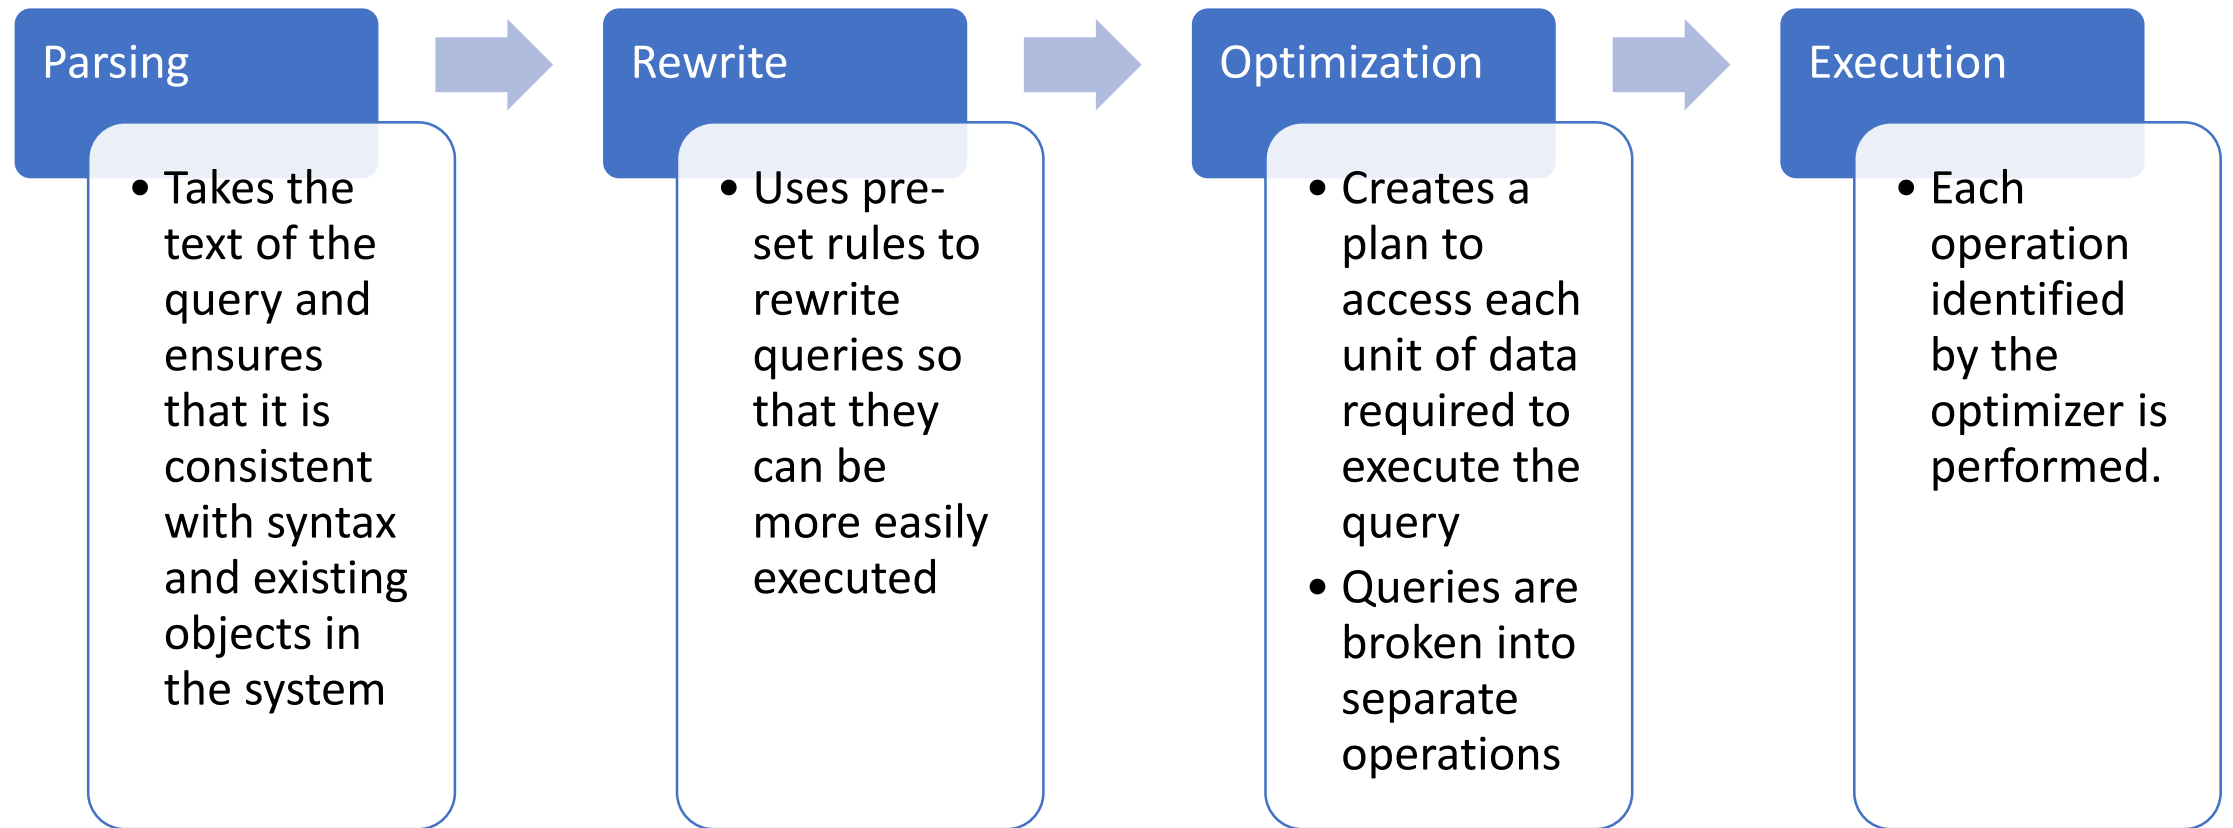 Parsing
• Takes the
text of the
query and
ensures
that it is
consistent
with syntax
and existing
objects in
the system
Rewrite
• Uses pre-
set rules to
rewrite
queries so
that they
can be
more easily
executed
Optimization
• Creates a
plan to
access each
unit of data
required to
execute the
query
• Queries are
broken into
separate
operations
Execution
• Each
operation
identified
by the
optimizer is
performed.